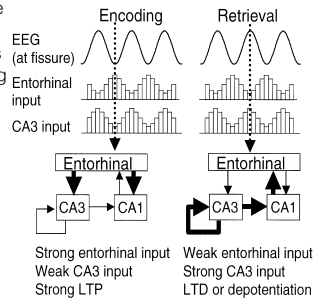 Encoding Retrieval
EEG
(at fissure)
Entorhinal
input
CA3 input
Entorhinal Entorhinal
CA3 CA1 CA3 CA1
Strong entorhinal input Weak entorhinal input
Weak CA3 input Strong CA3 input
Strong LTP LTD or depotentiation